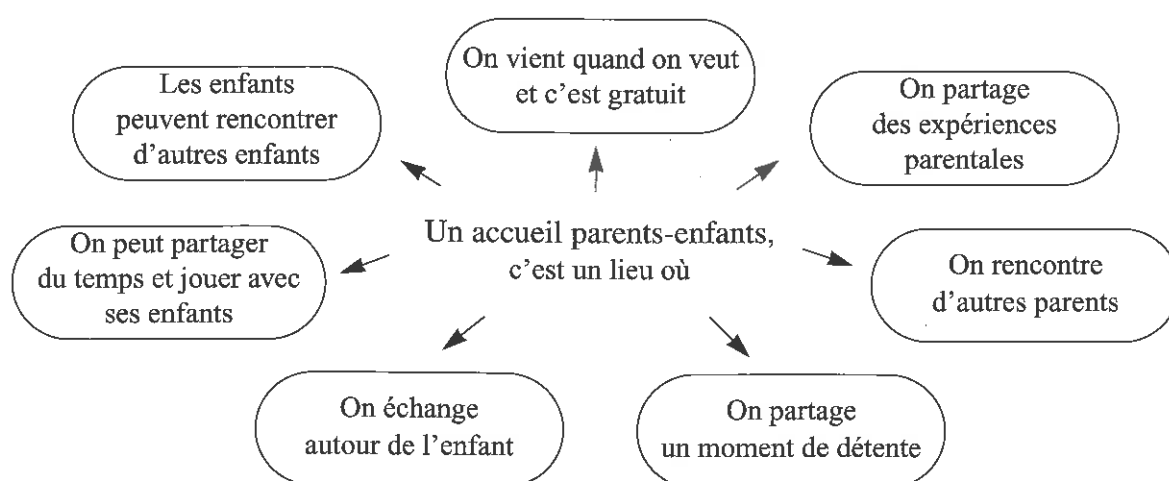 On vient quand on veut
et c'est gratuit
Les enfants
peuvent rencontrer
d'autres enfants
On partage
des expériences
parentales
Un accueil parents-enfants,
c'est un lieu où
On peut partager
du temps et jouer avec
ses enfants
On rencontre
d'autres parents
On échange
autour de l'enfant
On partage
un moment de détente